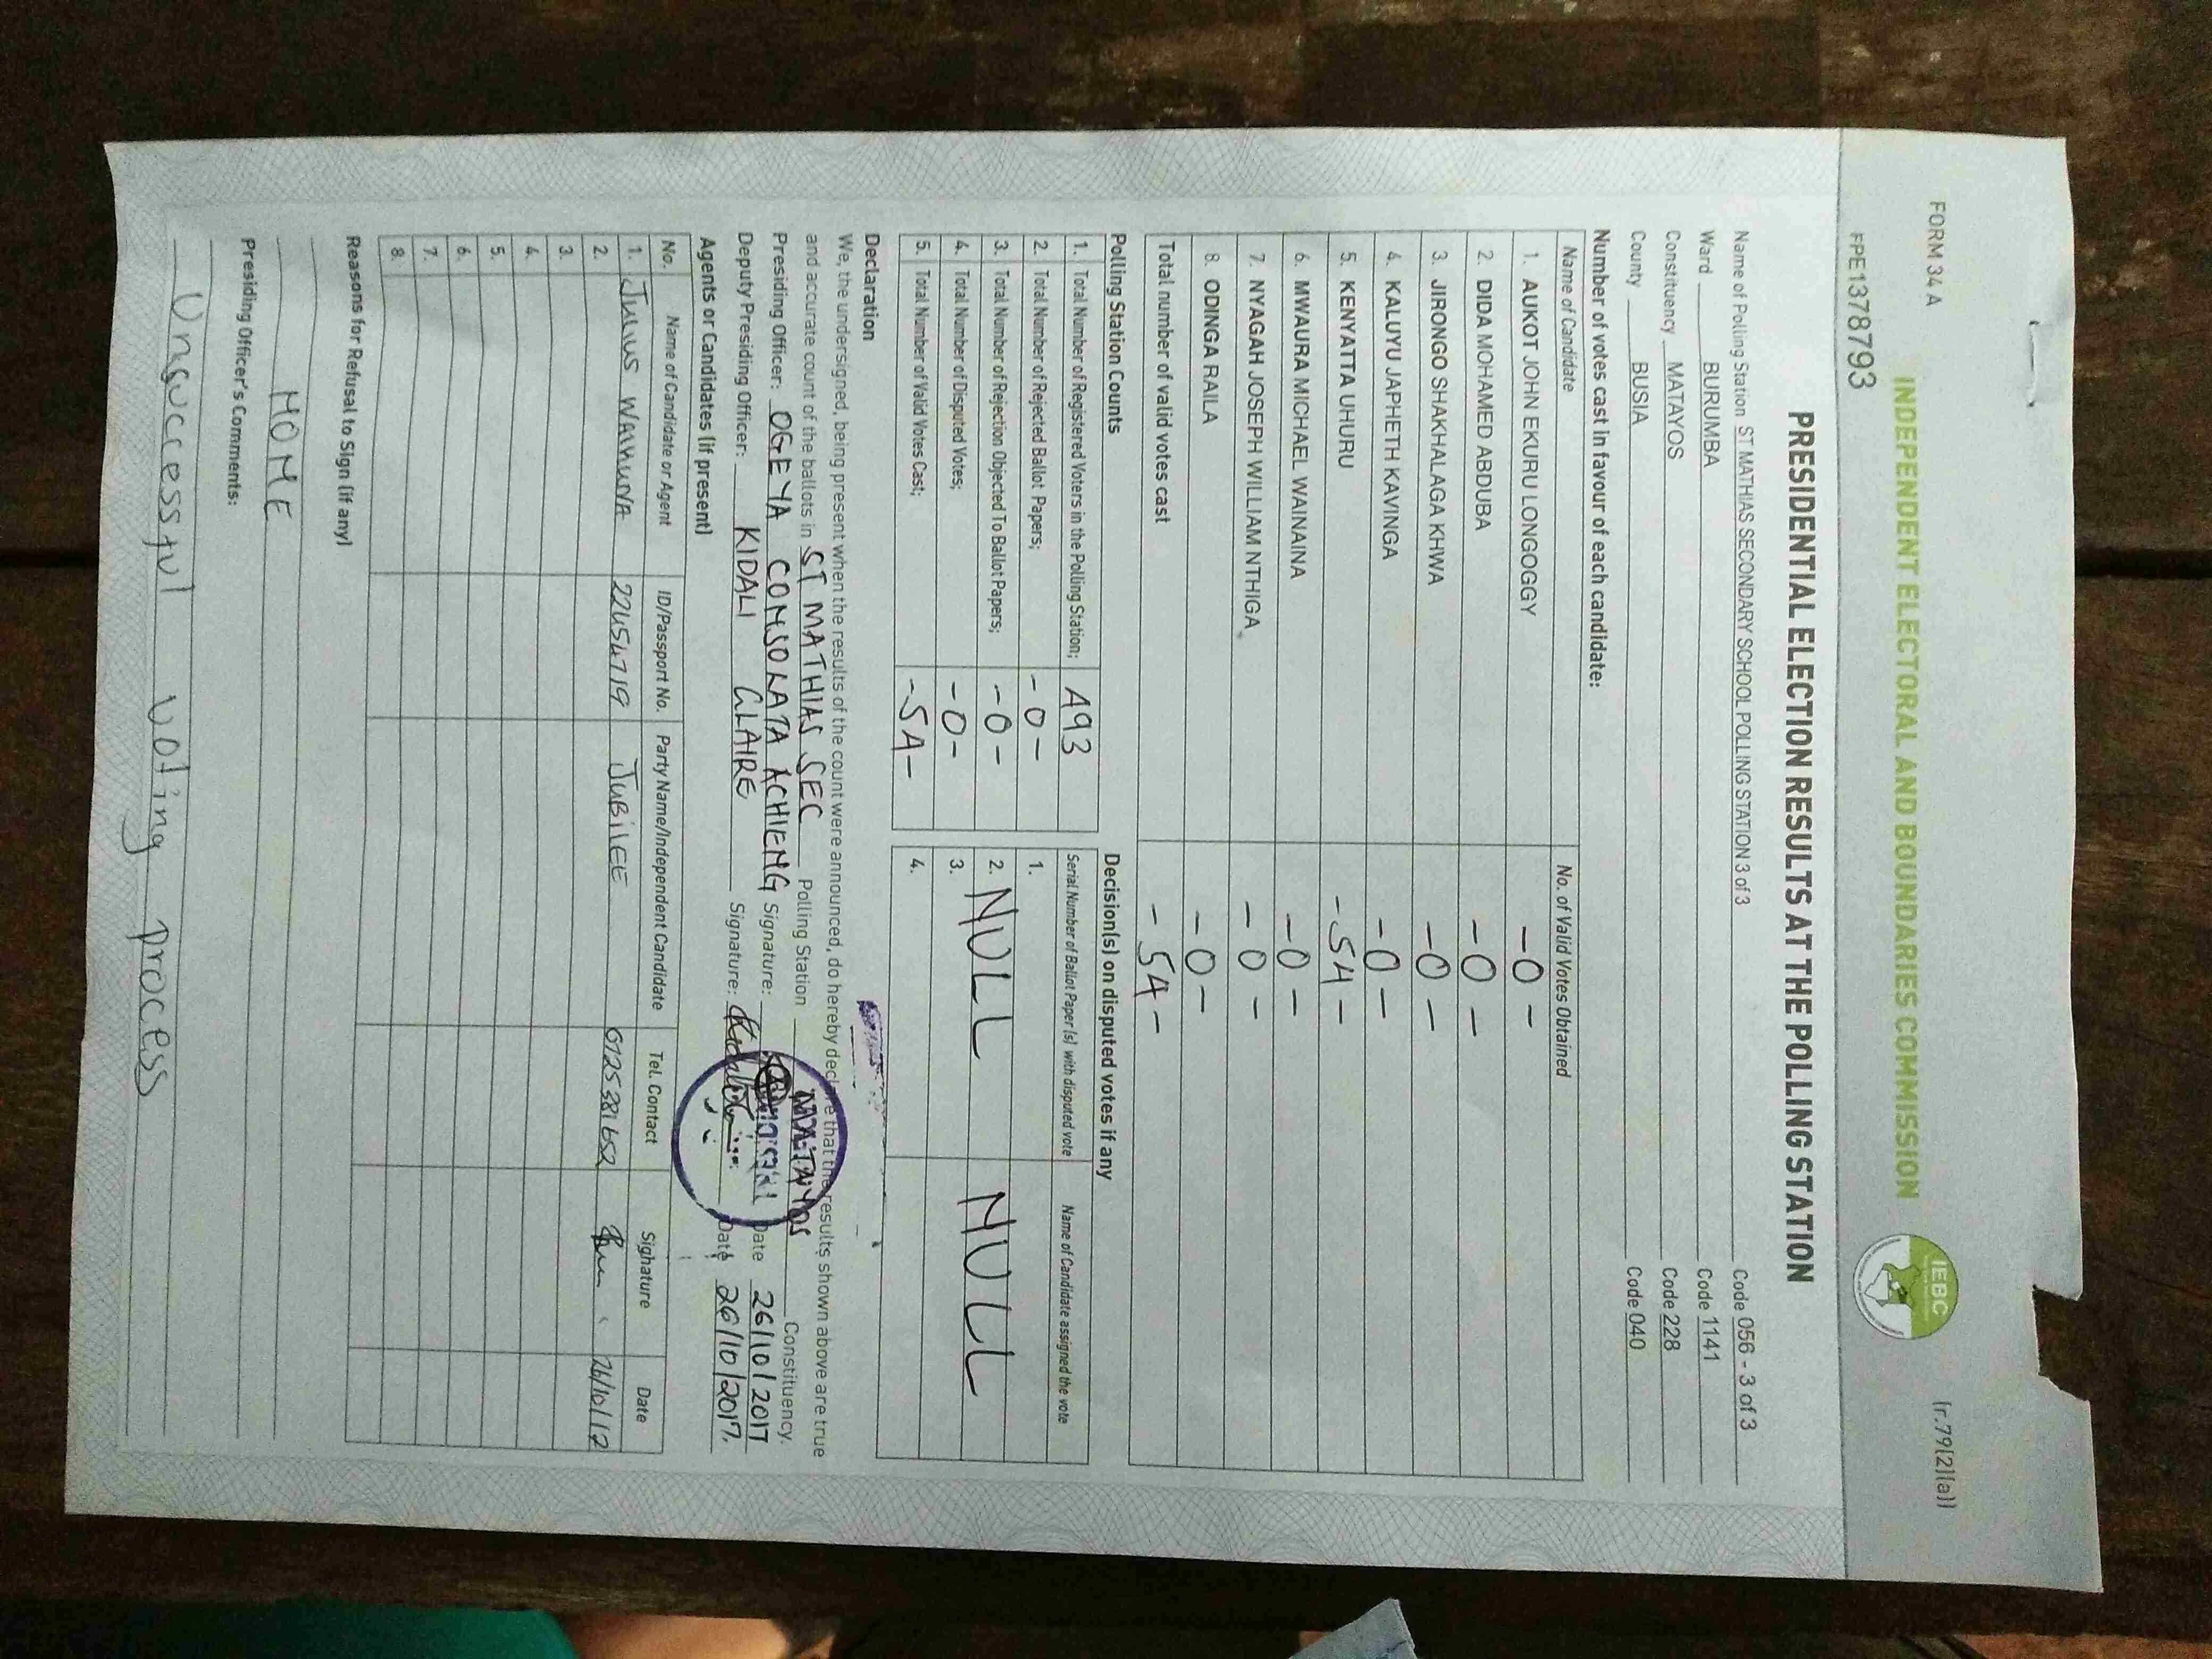 FORM 34 A
(r.79(2)(a))
INDEPENDENT ELECTORAL AND BOUNDARIES COMMISSION
IEBC
FPE1378793
PRESIDENTIAL ELECTION RESULTS AT THE POLLING STATION
Name of Polling Station ST MATHIAS SECONDARY SCHOOL POLLING STATION 3 of 3 Code 056 - 3 of 3
Ward BURUMBA Code 1141
Constituency MATAYOS Code 228
County BUSIA Code 040
Number of votes cast in favour of each candidate:
Name of Candidate No. of Valid Votes Obtained
1. AUKOT JOHN EKURU LONGOGGY -0-
2. DIDA MOHAMED ABDUBA -0-
3. JIRONGO SHAKHALAGA KHWA -0-
4. KALUYU JAPHETH KAVINGA -0-
5. KENYATTA UHURU -54-
6. MWAURA MICHAEL WAINAINA -0-
7. NYAGAH JOSEPH WILLIAM NTHIGA -0-
8. ODINGA RAILA -0-
Total number of valid votes cast -54-
Polling Station Counts
1. Total Number of Registered Voters in the Polling Station; 493
2. Total Number of Rejected Ballot Papers; -0-
3. Total Number of Rejection Objected To Ballot Papers; -0-
4. Total Number of Disputed Votes; -0-
5. Total Number of Valid Votes Cast; -54-
Decision(s) on disputed votes if any
Serial Number of Ballot Paper (s) with disputed vote Name of Candidate assigned the vote
1.
2. NULL NULL
3.
4.
Declaration
We, the undersigned, being present when the results of the count were announced, do hereby declare that the results shown above are true
and accurate count of the ballots in ST MATHIAS SEC Polling Station MATAYOS Constituency.
Presiding Officer: OGEYA CONSOLATA ACHIENG Signature: Date 26/10/2017
Deputy Presiding Officer: KIDALI CLAIRE Signature: Date 26/10/2017.
Agents or Candidates (if present)
No. Name of Candidate or Agent ID/Passport No. Party Name/Independent Candidate Tel. Contact Signature Date
1. JULIUS 22454719 JUBILEE 0725381652 26/10/17
2.
3.
4.
5.
6.
7.
8.
Reasons for Refusal to Sign (if any)
NONE
Presiding Officer's Comments:
Unsuccessful voting process